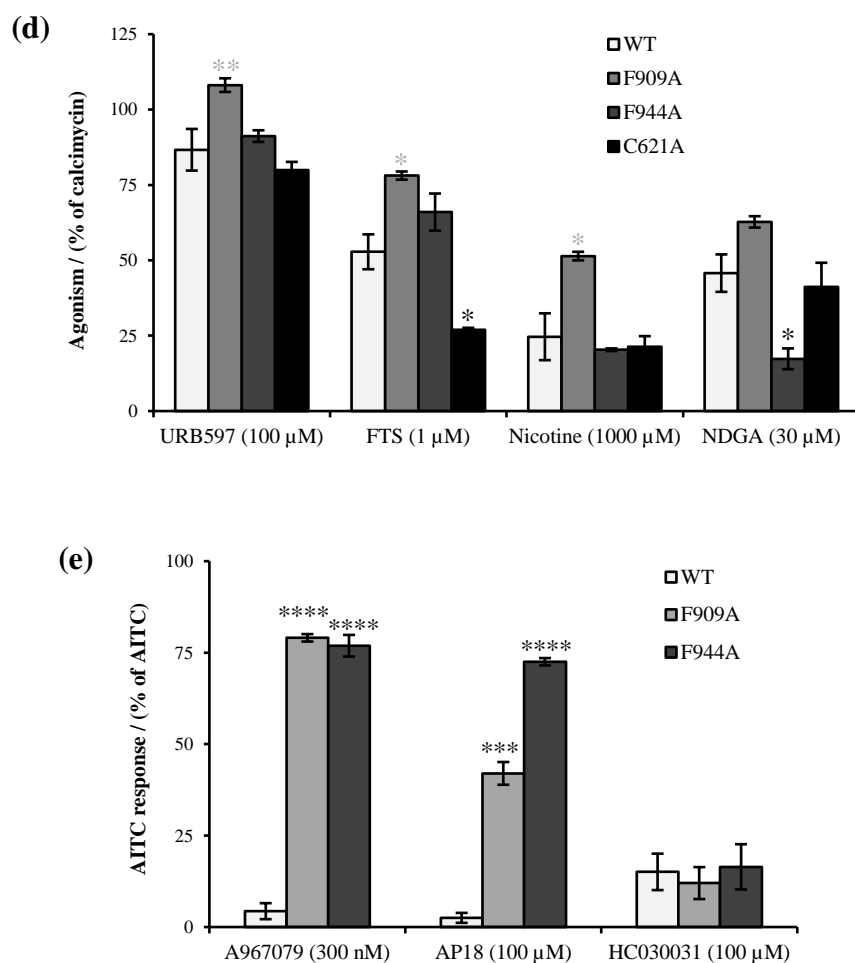 (d)
Agonism / (% of calcimycin)
125
100
75
50
25
0
WT
F909A
F944A
C621A
**
*
*
*
*
URB597 (100 µM)
FTS (1 µM)
Nicotine (1000 µM)
NDGA (30 µM)
(e)
AITC response / (% of AITC)
100
75
50
25
0
WT
F909A
F944A
****
****
***
****
A967079 (300 nM)
AP18 (100 µM)
HC030031 (100 µM)